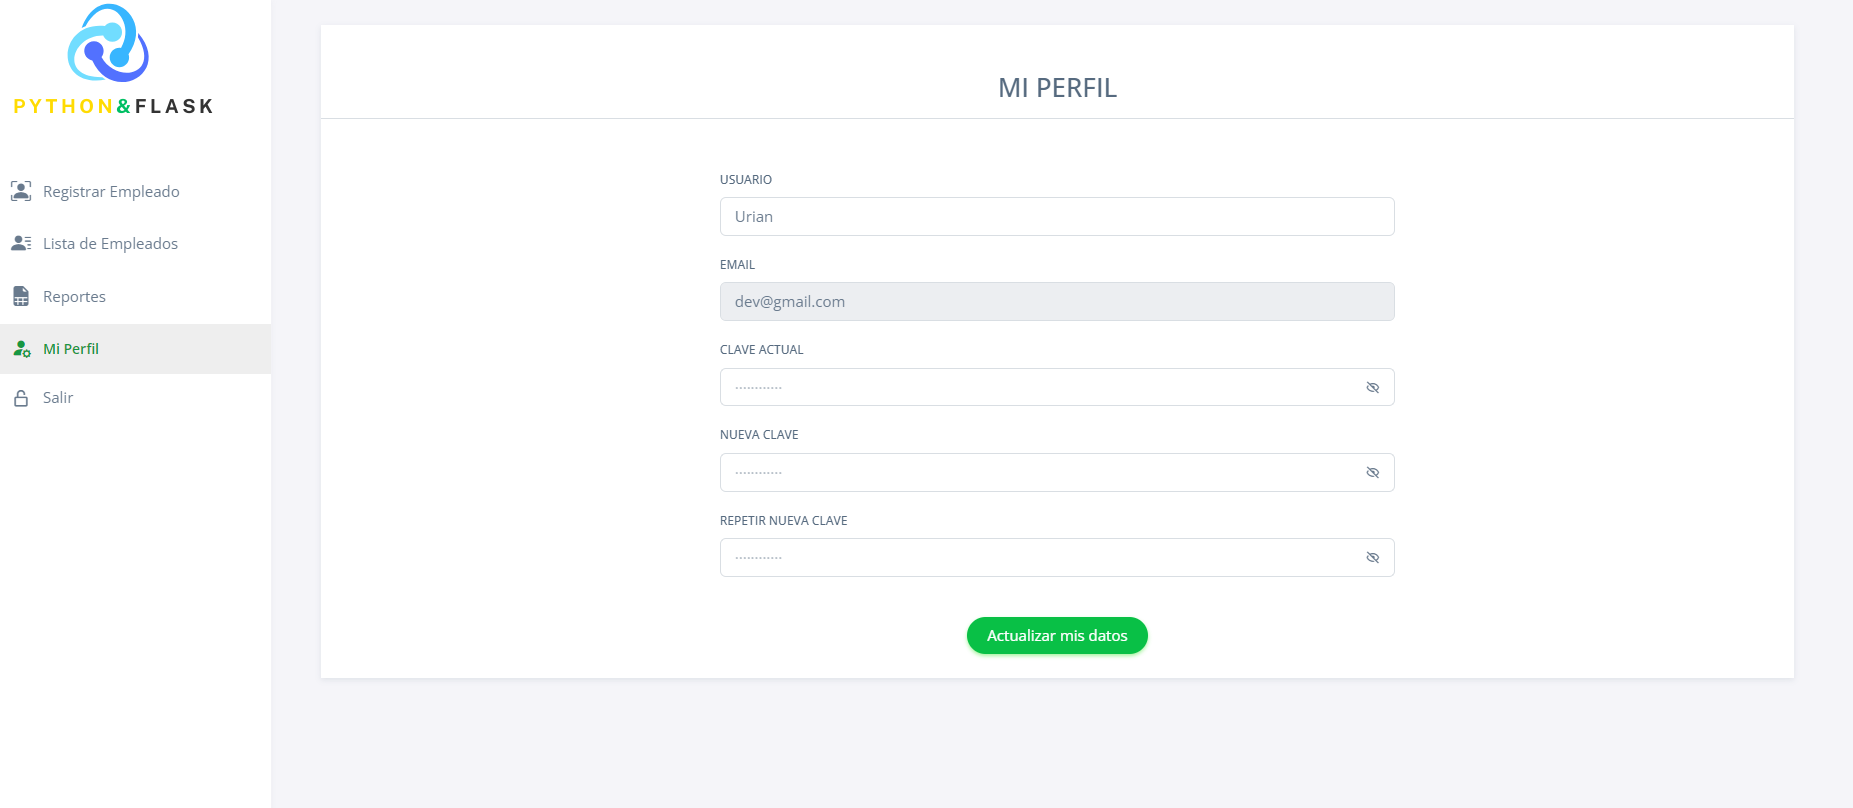 PYTHON&FLASK
Registrar Empleado
Lista de Empleados
Reportes
Mi Perfil
Salir
MI PERFIL
USUARIO
Urian
EMAIL
dev@gmail.com
CLAVE ACTUAL
············
NUEVA CLAVE
············
REPETIR NUEVA CLAVE
············
Actualizar mis datos